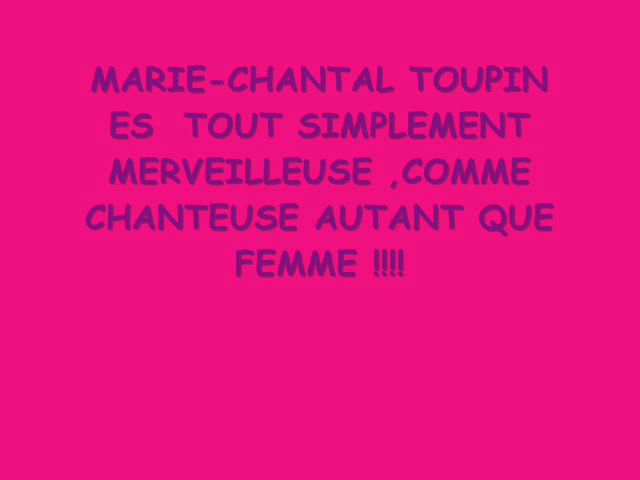 MARIE-CHANTAL TOUPIN
ES  TOUT SIMPLEMENT
MERVEILLEUSE ,COMME
CHANTEUSE AUTANT QUE
FEMME !!!!